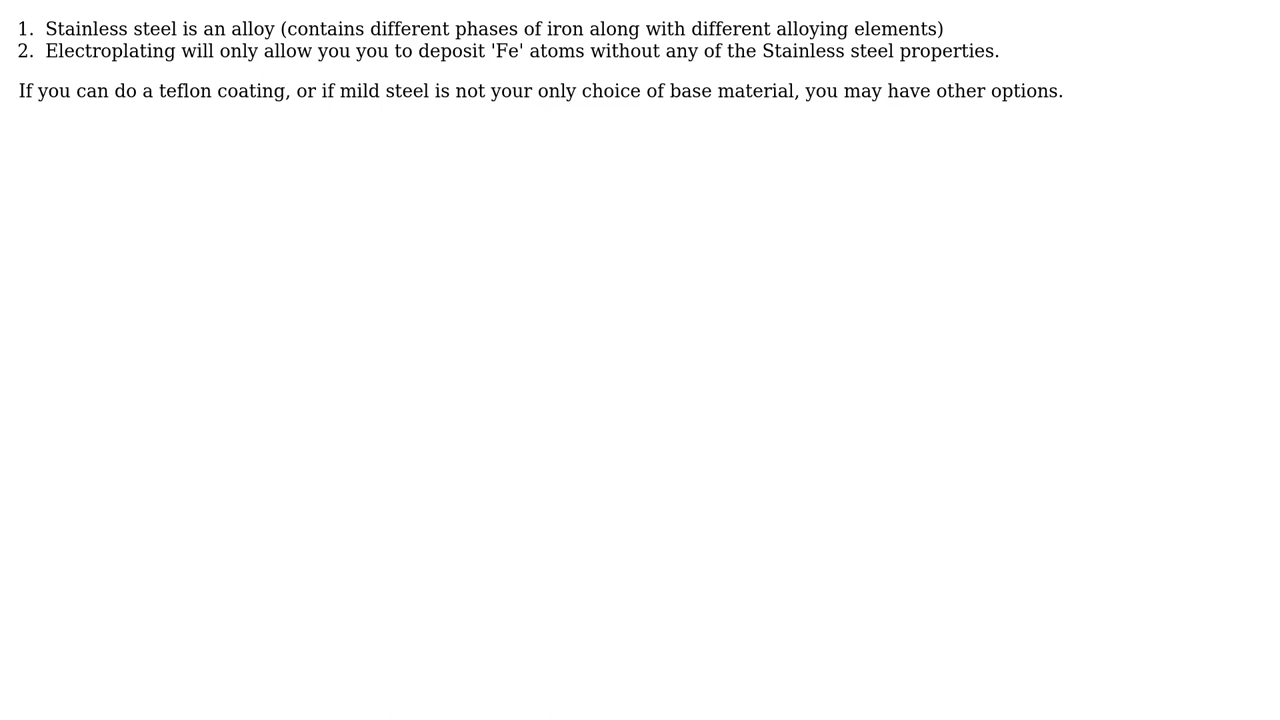 1. Stainless steel is an alloy (contains different phases of iron along with different alloying elements)
2. Electroplating will only allow you you to deposit 'Fe' atoms without any of the Stainless steel properties.
If you can do a teflon coating, or if mild steel is not your only choice of base material, you may have other options.